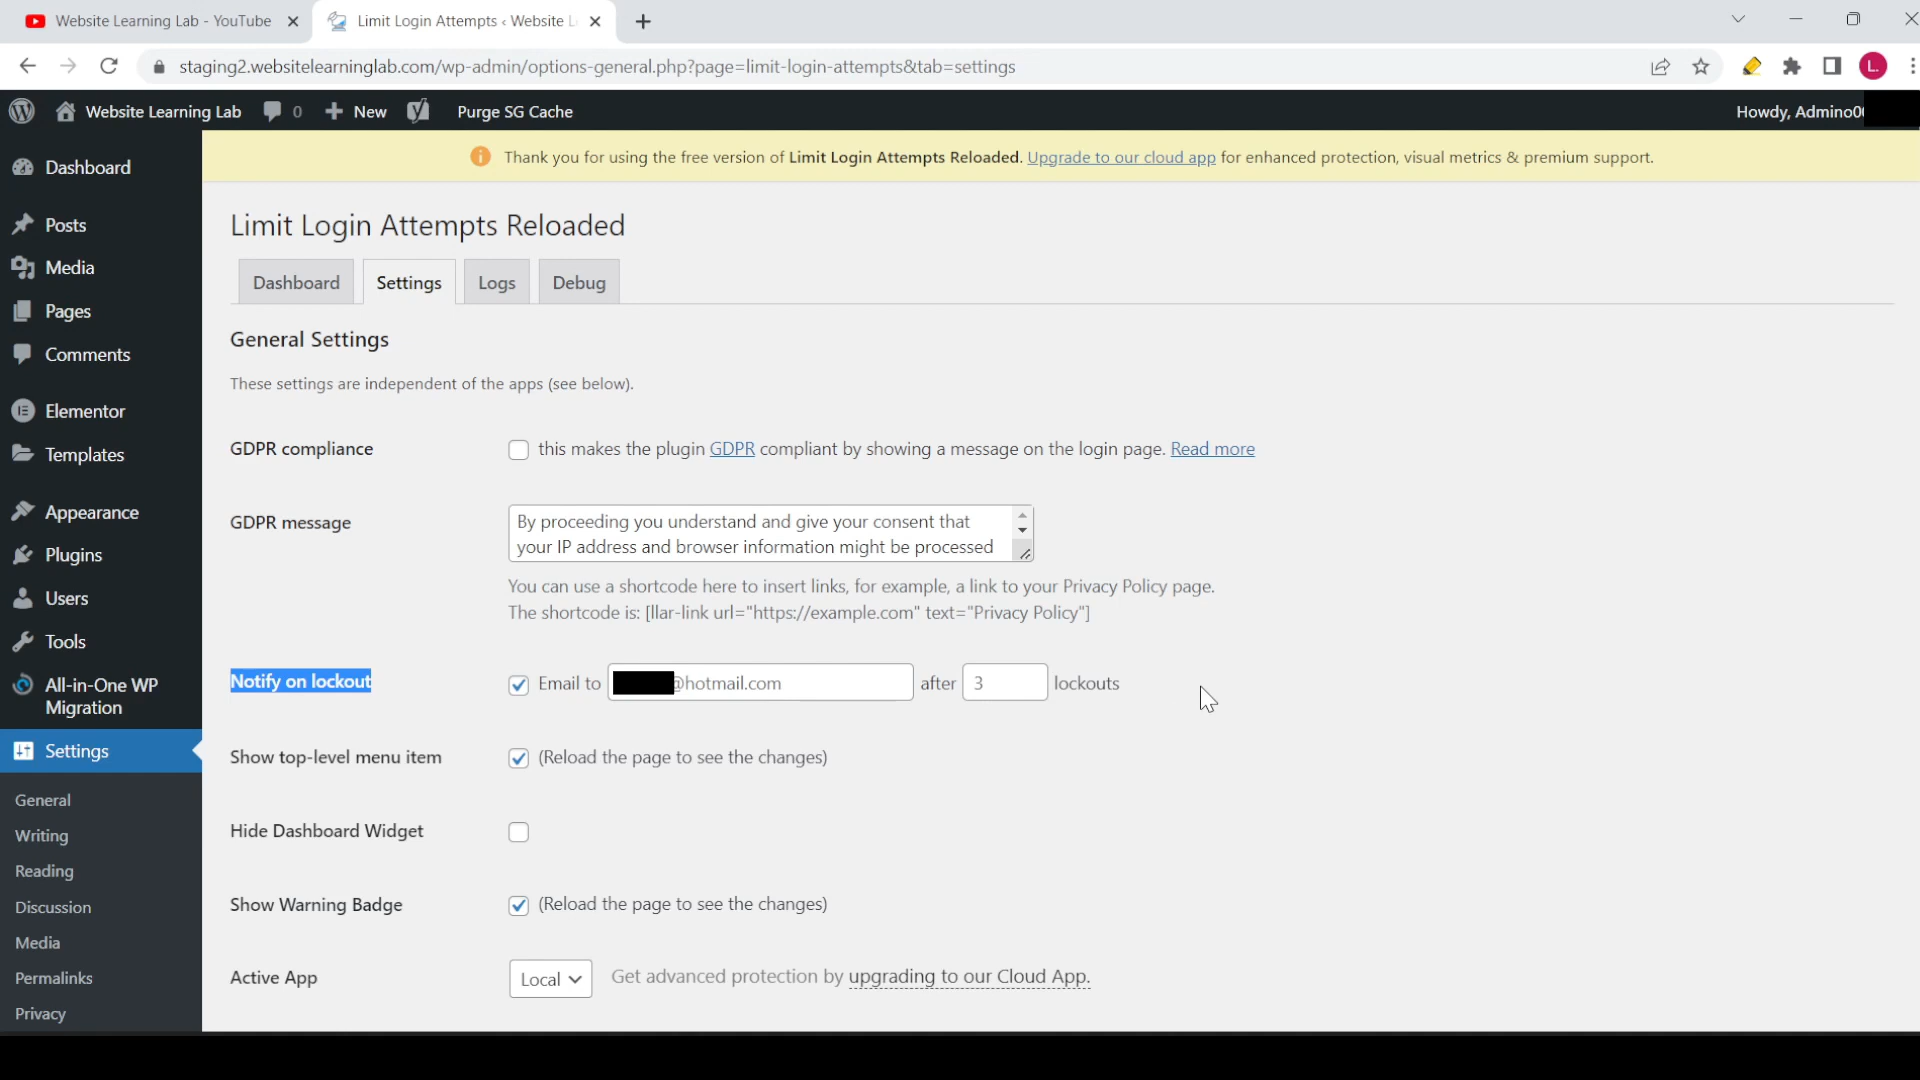 Website Learning Lab - YouTube
Limit Login Attempts ‹ Website L
staging2.websitelearninglab.com/wp-admin/options-general.php?page=limit-login-attempts&tab=settings
L.
Website Learning Lab 0 New Purge SG Cache
Howdy, Admino0
Dashboard
Posts
Media
Pages
Comments
Elementor
Templates
Appearance
Plugins
Users
Tools
All-in-One WP
Migration
Settings
General
Writing
Reading
Discussion
Media
Permalinks
Privacy
Thank you for using the free version of Limit Login Attempts Reloaded. Upgrade to our cloud app for enhanced protection, visual metrics & premium support.
Limit Login Attempts Reloaded
Dashboard Settings Logs Debug
General Settings
These settings are independent of the apps (see below).
GDPR compliance this makes the plugin GDPR compliant by showing a message on the login page. Read more
GDPR message
By proceeding you understand and give your consent that
your IP address and browser information might be processed
You can use a shortcode here to insert links, for example, a link to your Privacy Policy page.
The shortcode is: [llar-link url="https://example.com" text="Privacy Policy"]
Notify on lockout Email to @hotmail.com after 3 lockouts
Show top-level menu item (Reload the page to see the changes)
Hide Dashboard Widget
Show Warning Badge (Reload the page to see the changes)
Active App Local Get advanced protection by upgrading to our Cloud App.